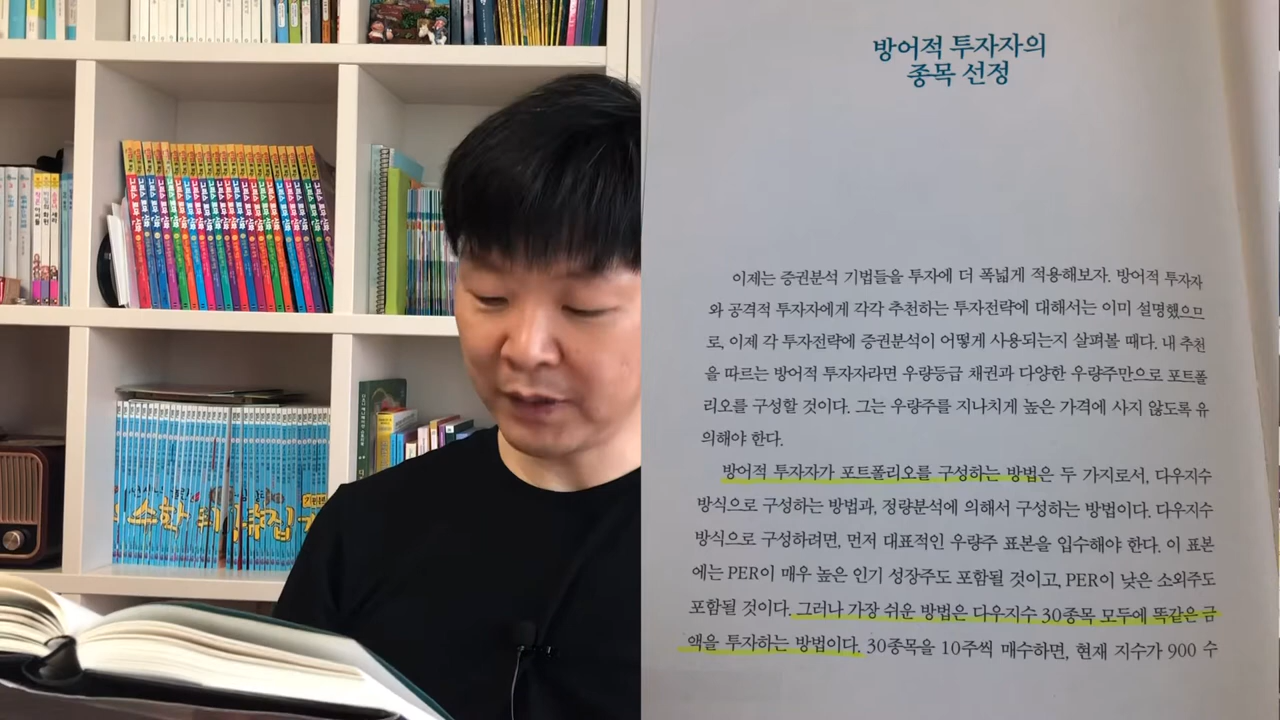 방어적 투자자의
종목 선정
이제는 증권분석 기법들을 투자에 더 폭넓게 적용해보자. 방어적 투자자
와 공격적 투자자에게 각각 추천하는 투자전략에 대해서는 이미 설명했으므
로, 이제 각 투자전략에 증권분석이 어떻게 사용되는지 살펴볼 때다. 내 추천
을 따르는 방어적 투자자라면 우량등급 채권과 다양한 우량주만으로 포트폴
리오를 구성할 것이다. 그는 우량주를 지나치게 높은 가격에 사지 않도록 유
의해야 한다.
방어적 투자자가 포트폴리오를 구성하는 방법은 두 가지로서, 다우지수
방식으로 구성하는 방법과, 정량분석에 의해서 구성하는 방법이다. 다우지수
방식으로 구성하려면, 먼저 대표적인 우량주 표본을 입수해야 한다. 이 표본
에는 PER이 매우 높은 인기 성장주도 포함될 것이고, PER이 낮은 소외주도
포함될 것이다. 그러나 가장 쉬운 방법은 다우지수 30종목 모두에 똑같은 금
액을 투자하는 방법이다. 30종목을 10주씩 매수하면, 현재 지수가 900 수
수학